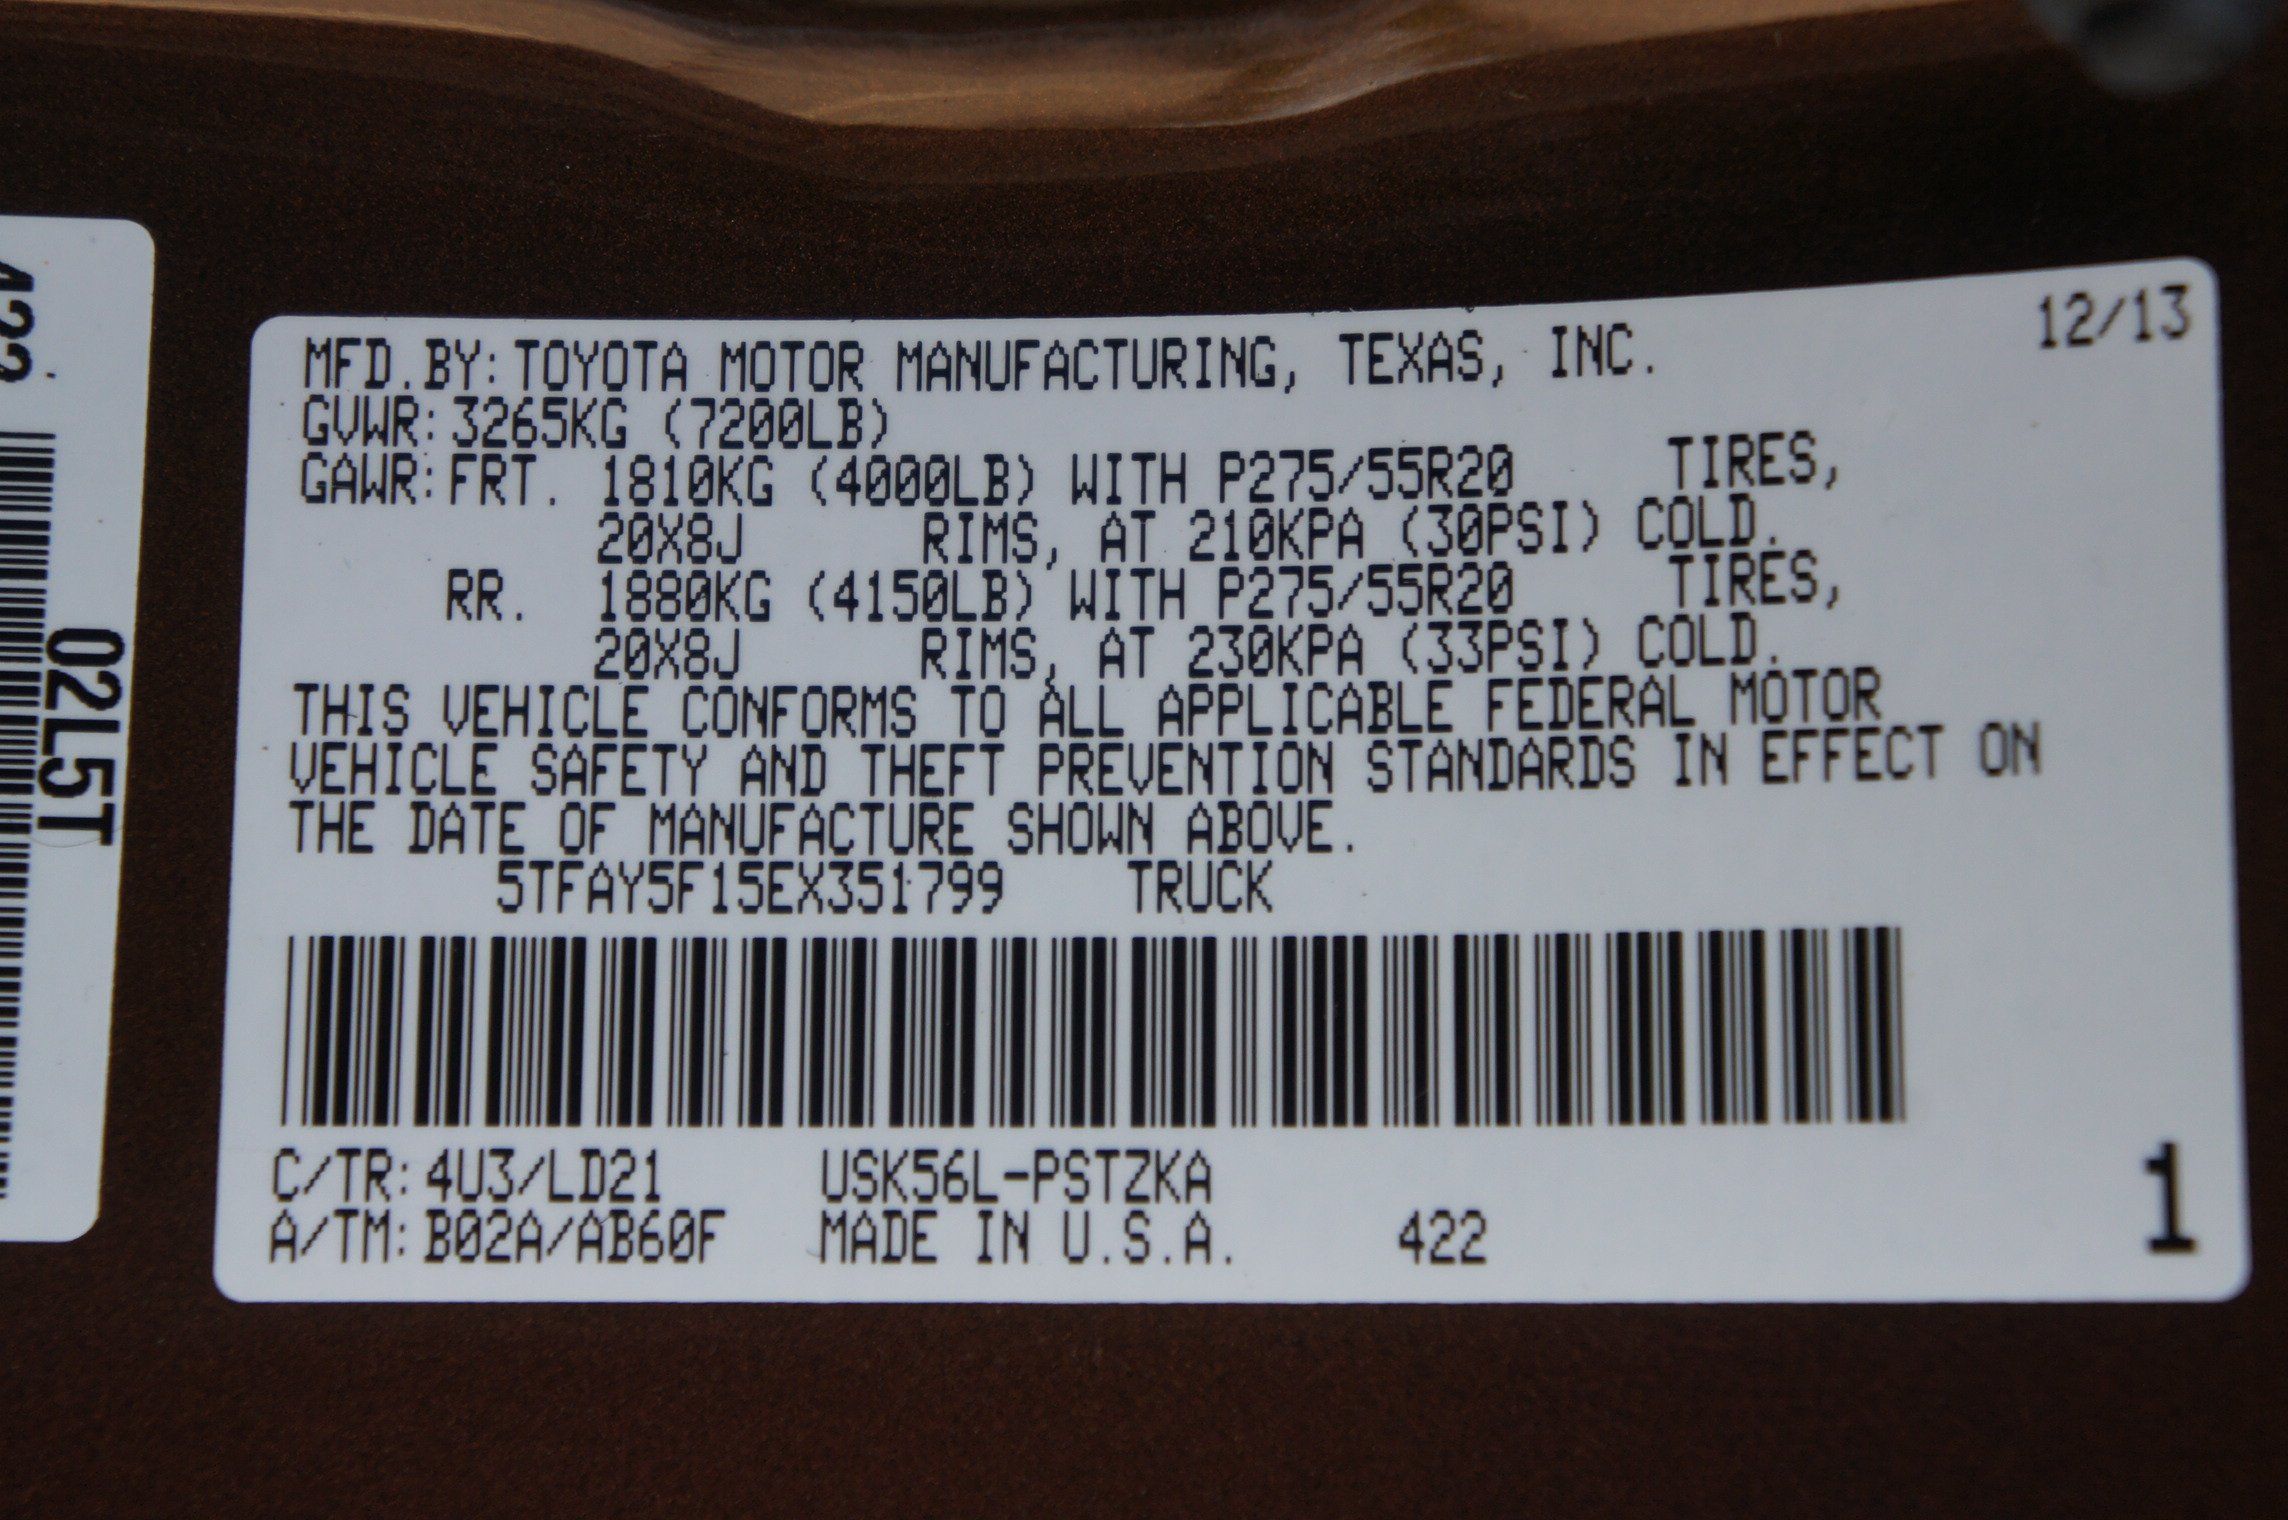 422
02L5T
12/13
MFD.BY: TOYOTA MOTOR MANUFACTURING, TEXAS, INC.
GVWR: 3265KG (7200LB)
GAWR: FRT. 1810KG (4000LB) WITH P275/55R20 TIRES,
20X8J RIMS, AT 210KPA (30PSI) COLD.
RR. 1880KG (4150LB) WITH P275/55R20 TIRES,
20X8J RIMS, AT 230KPA (33PSI) COLD.
THIS VEHICLE CONFORMS TO ALL APPLICABLE FEDERAL MOTOR
VEHICLE SAFETY AND THEFT PREVENTION STANDARDS IN EFFECT ON
THE DATE OF MANUFACTURE SHOWN ABOVE.
5TFAY5F15EX351799 TRUCK
C/TR: 4U3/LD21 USK56L-PSTZKA
A/TM: B02A/AB60F MADE IN U.S.A. 422
1